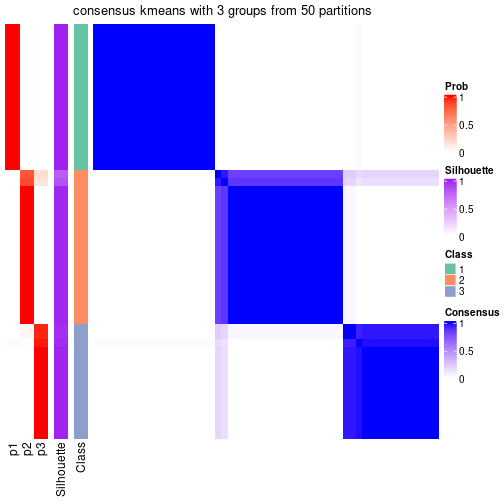 consensus kmeans with 3 groups from 50 partitions
Prob
1
0.5
0
Silhouette
1
0.5
0
Class
1
2
3
Consensus
1
0.5
0
p1
p2
p3
Silhouette
Class